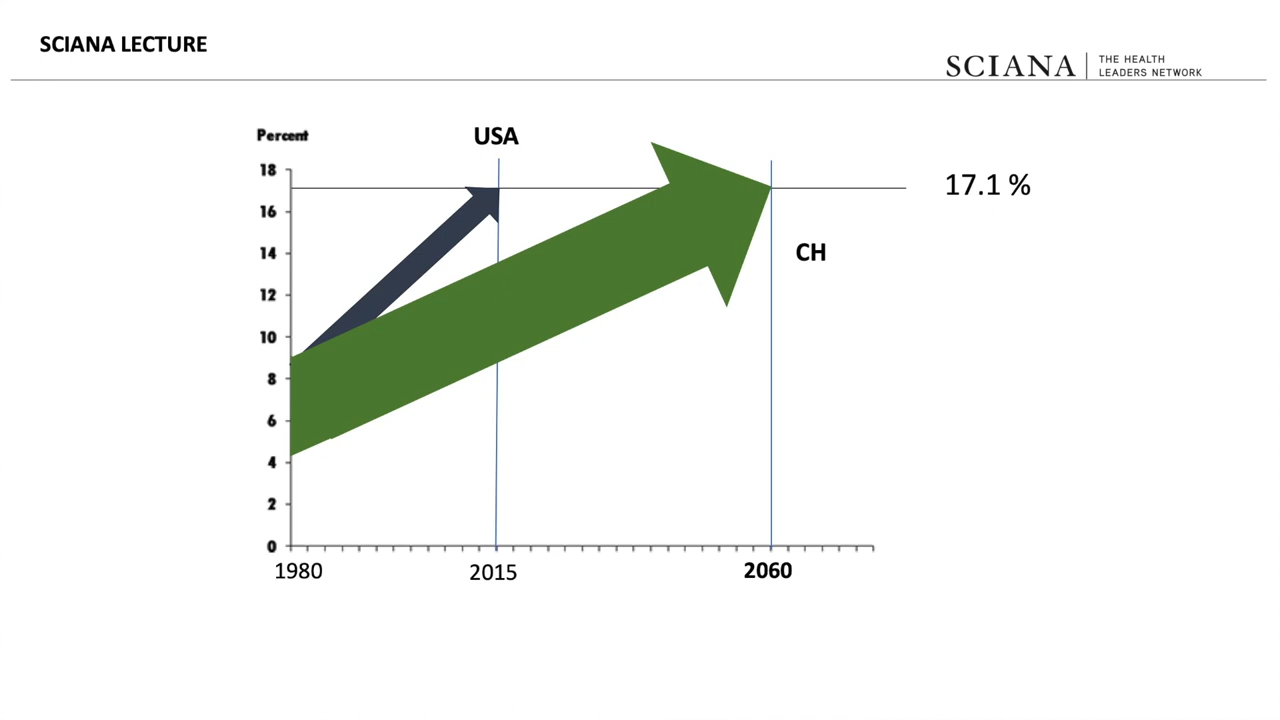 SCIANA LECTURE
SCIANA
THE HEALTH
LEADERS NETWORK
Percent
USA
18
17.1 %
16
14
CH
12
10
8
6
4
2
0
1980
2015
2060